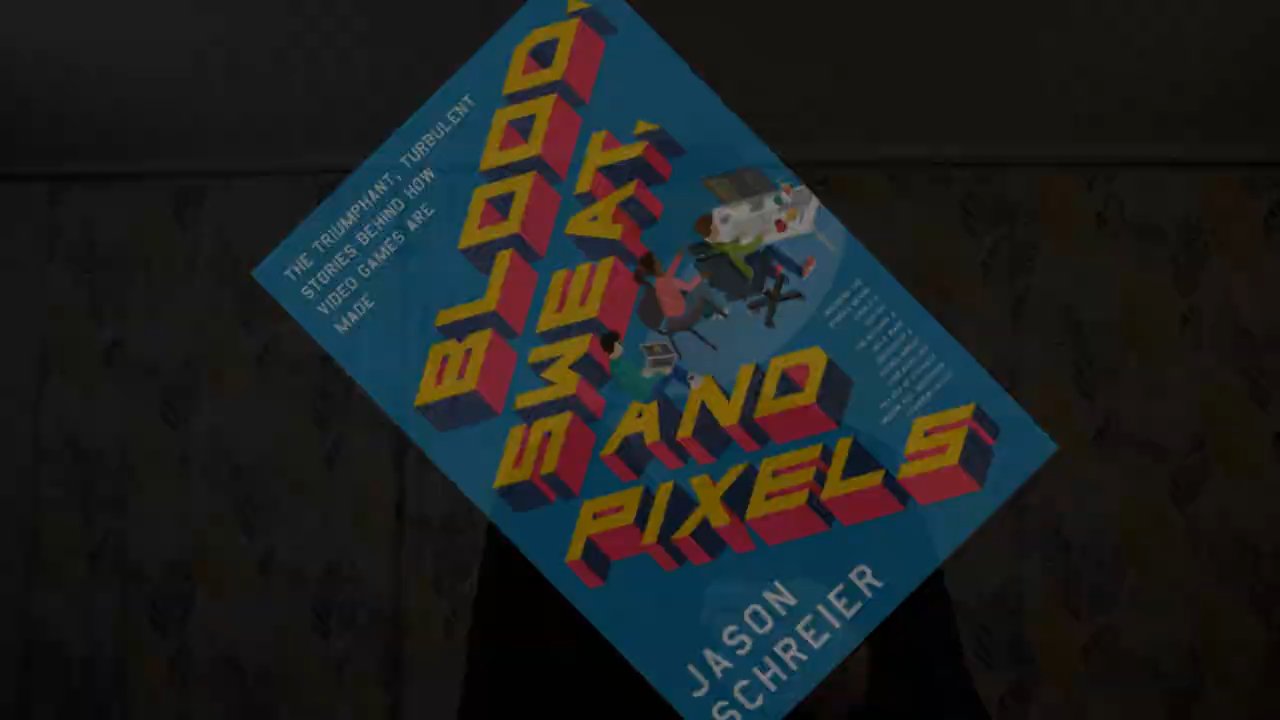 THE TRIUMPHANT, TURBULENT
STORIES BEHIND HOW
VIDEO GAMES ARE
MADE
BLOOD,
SWEAT,
AND
PIXELS
JASON
SCHREIER